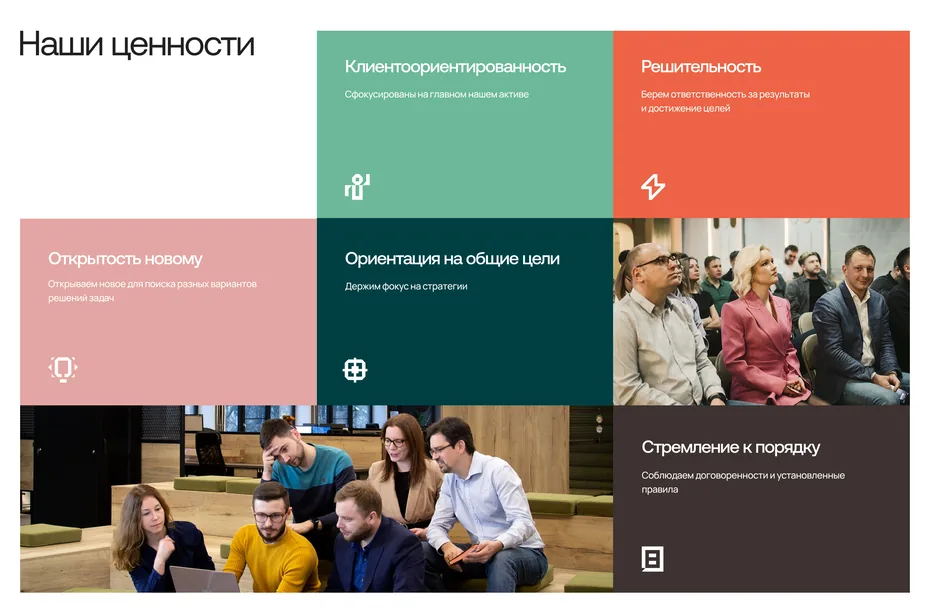 Наши ценности
Клиентоориентированность
Сфокусированы на главном нашем активе
Решительность
Берем ответственность за результаты
и достижение целей
Открытость новому
Открываем новое для поиска разных вариантов
решений задач
Ориентация на общие цели
Держим фокус на стратегии
Стремление к порядку
Соблюдаем договоренности и установленные
правила